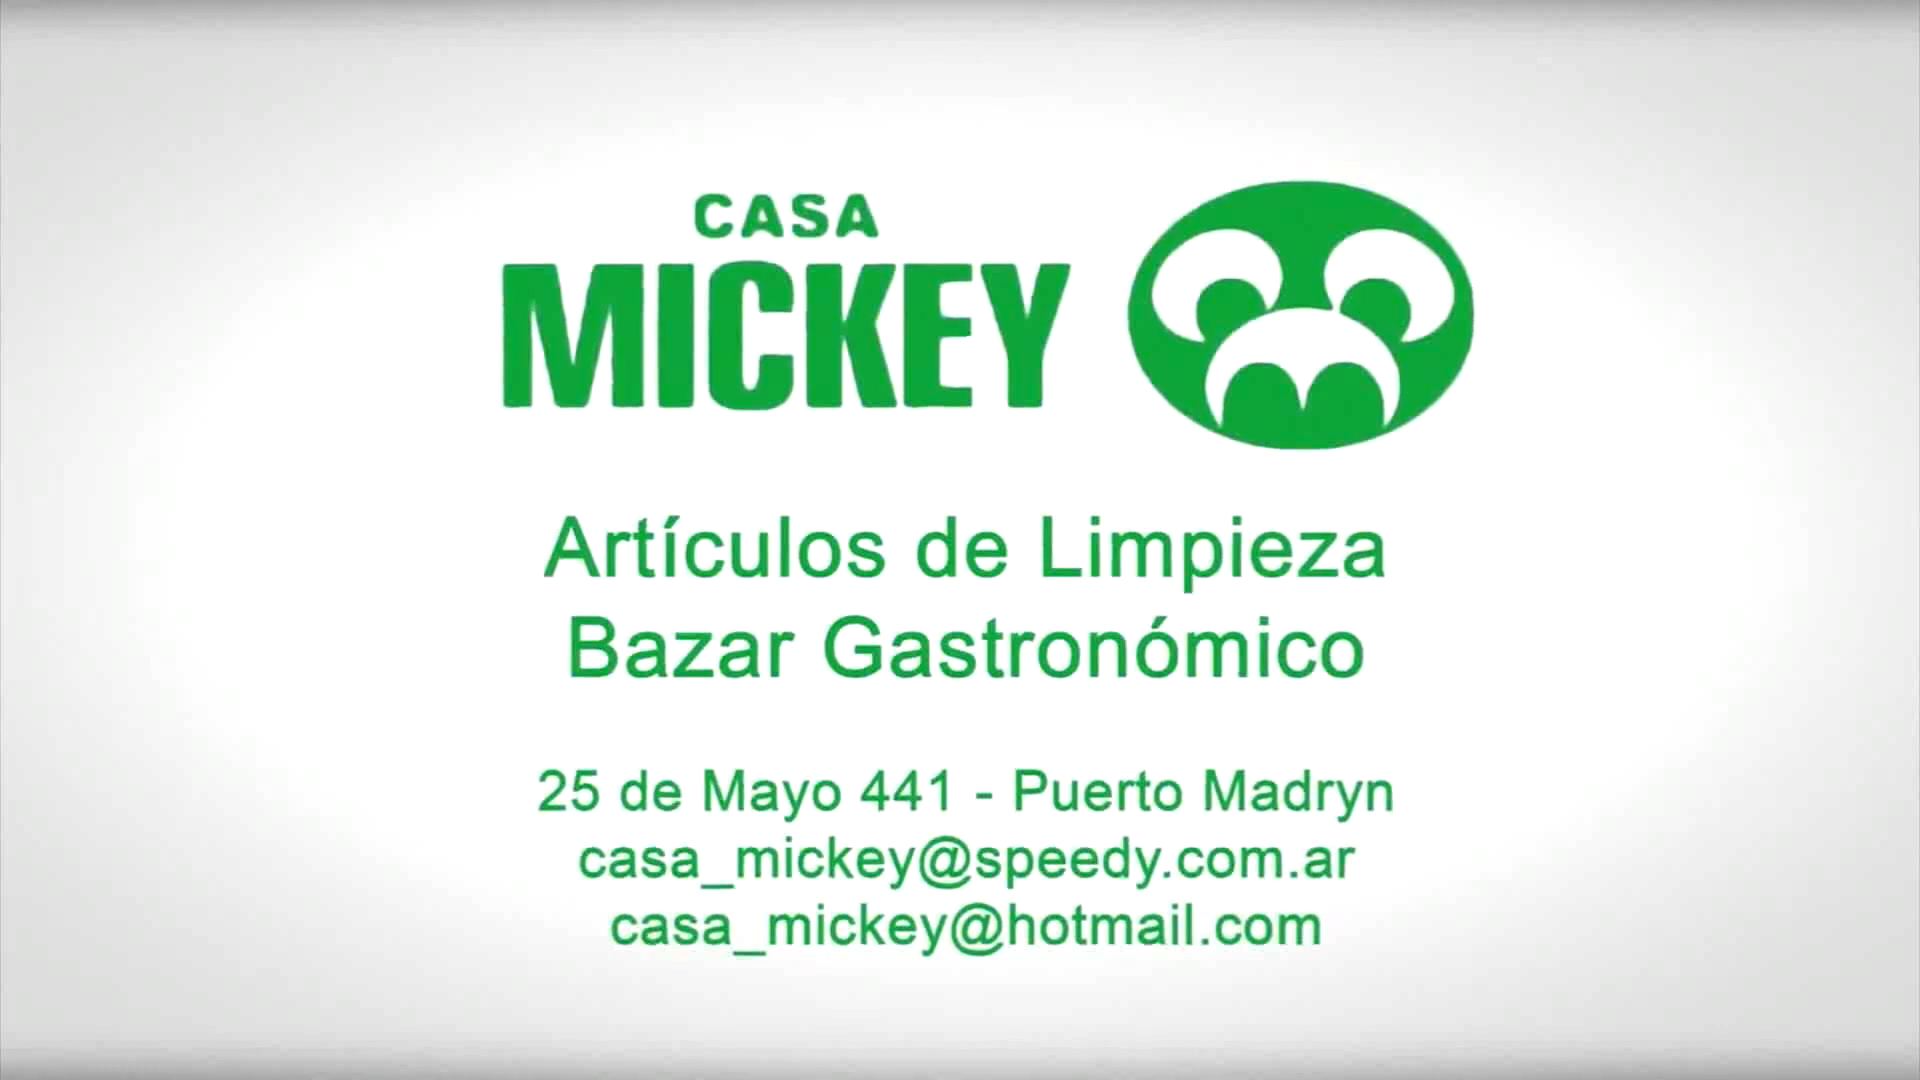 CASA
MICKEY
Artículos de Limpieza
Bazar Gastronómico
25 de Mayo 441 - Puerto Madryn
casa_mickey@speedy.com.ar
casa_mickey@hotmail.com